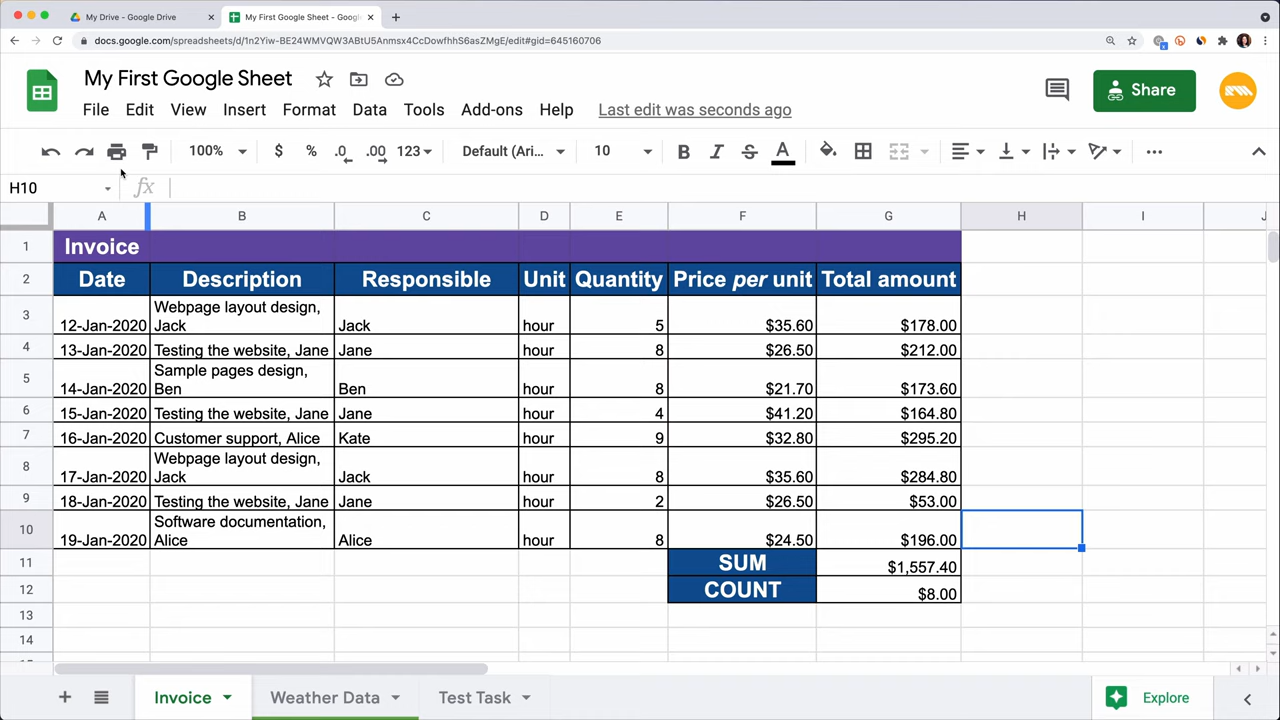 My Drive - Google Drive
My First Google Sheet - Googl
docs.google.com/spreadsheets/d/1n2Yiw-BE24WMVQW3ABtU5Anmsx4CcDowfhhS6asZMgE/edit#gid=645160706
My First Google Sheet
File Edit View Insert Format Data Tools Add-ons Help Last edit was seconds ago
Share
100% $ % .0 .00 123 Default (Ari... 10 B I S A
H10 fx
A B C D E F G H I J
1 Invoice
2 Date Description Responsible Unit Quantity Price per unit Total amount
Webpage layout design,
3 12-Jan-2020 Jack Jack hour 5 $35.60 $178.00
4 13-Jan-2020 Testing the website, Jane Jane hour 8 $26.50 $212.00
Sample pages design,
5 14-Jan-2020 Ben Ben hour 8 $21.70 $173.60
6 15-Jan-2020 Testing the website, Jane Jane hour 4 $41.20 $164.80
7 16-Jan-2020 Customer support, Alice Kate hour 9 $32.80 $295.20
Webpage layout design,
8 17-Jan-2020 Jack Jack hour 8 $35.60 $284.80
9 18-Jan-2020 Testing the website, Jane Jane hour 2 $26.50 $53.00
Software documentation,
10 19-Jan-2020 Alice Alice hour 8 $24.50 $196.00
11 SUM $1,557.40
12 COUNT $8.00
13
14
Invoice Weather Data Test Task Explore